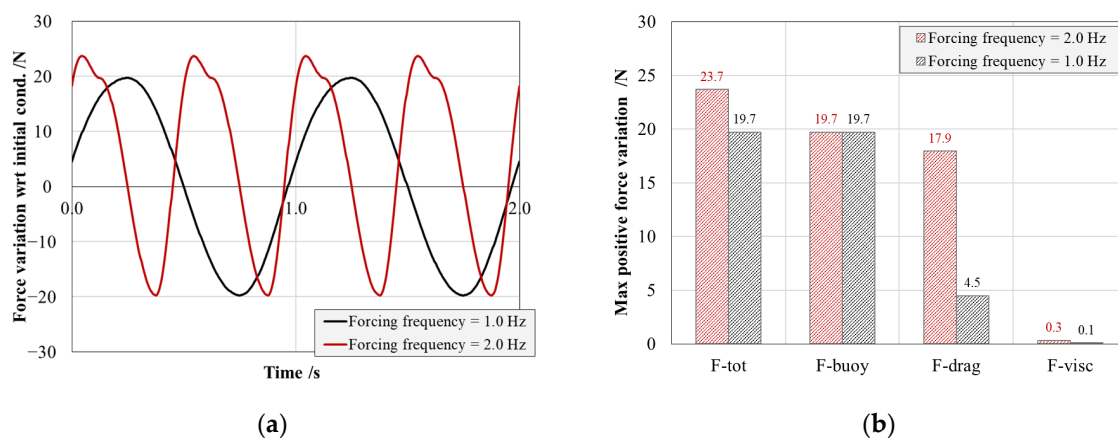 Force variation wrt initial cond. /N
30
20
10
0
−10
−20
−30
0.0
1.0
2.0
Forcing frequency = 1.0 Hz
Forcing frequency = 2.0 Hz
Time /s
(a)
Max positive force variation /N
30
25
20
15
10
5
0
Forcing frequency = 2.0 Hz
Forcing frequency = 1.0 Hz
23.7
19.7
19.7
19.7
17.9
4.5
0.3
0.1
F-tot
F-buoy
F-drag
F-visc
(b)